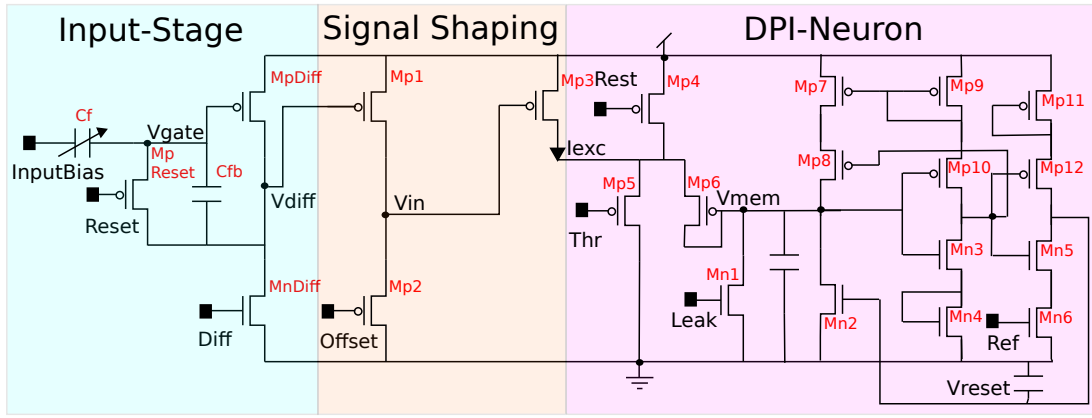 Input-Stage
Signal Shaping
DPI-Neuron
MpDiff
Mp1
Mp3
Rest
Mp4
Mp7
Mp9
Mp11
Cf
Vgate
InputBias
Mp
Reset
Cfb
Reset
Vdiff
Vin
Iexc
Mp5
Mp6
Vmem
Mp8
Mp10
Mp12
Thr
Mn3
Mn5
MnDiff
Diff
Mp2
Offset
Mn1
Leak
Mn2
Mn4
Ref
Mn6
Vreset